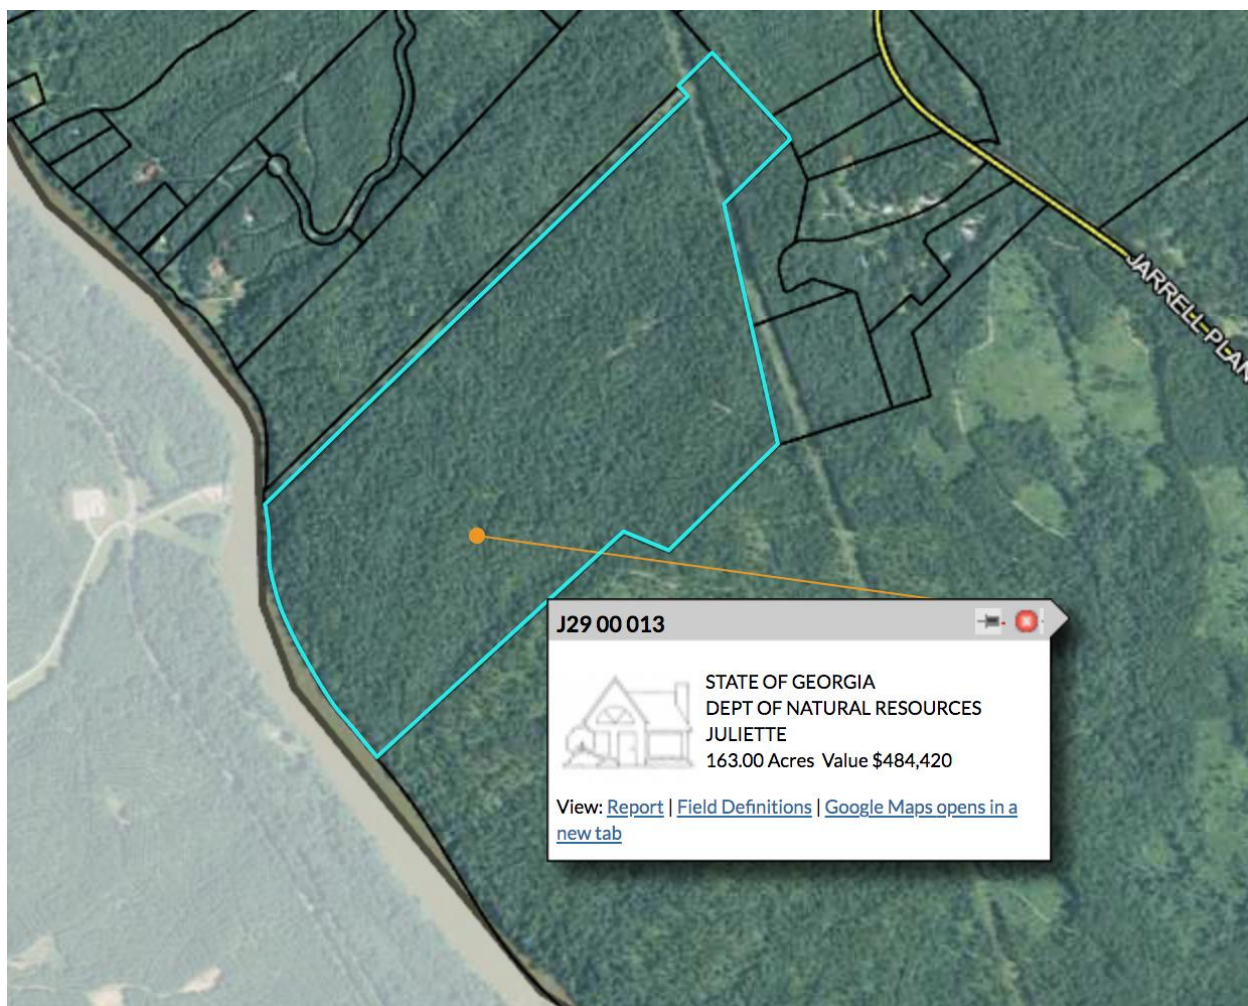 JARRELL-PLAN
J29 00 013
STATE OF GEORGIA
DEPT OF NATURAL RESOURCES
JULIETTE
163.00 Acres Value $484,420
View: Report | Field Definitions | Google Maps opens in a
new tab